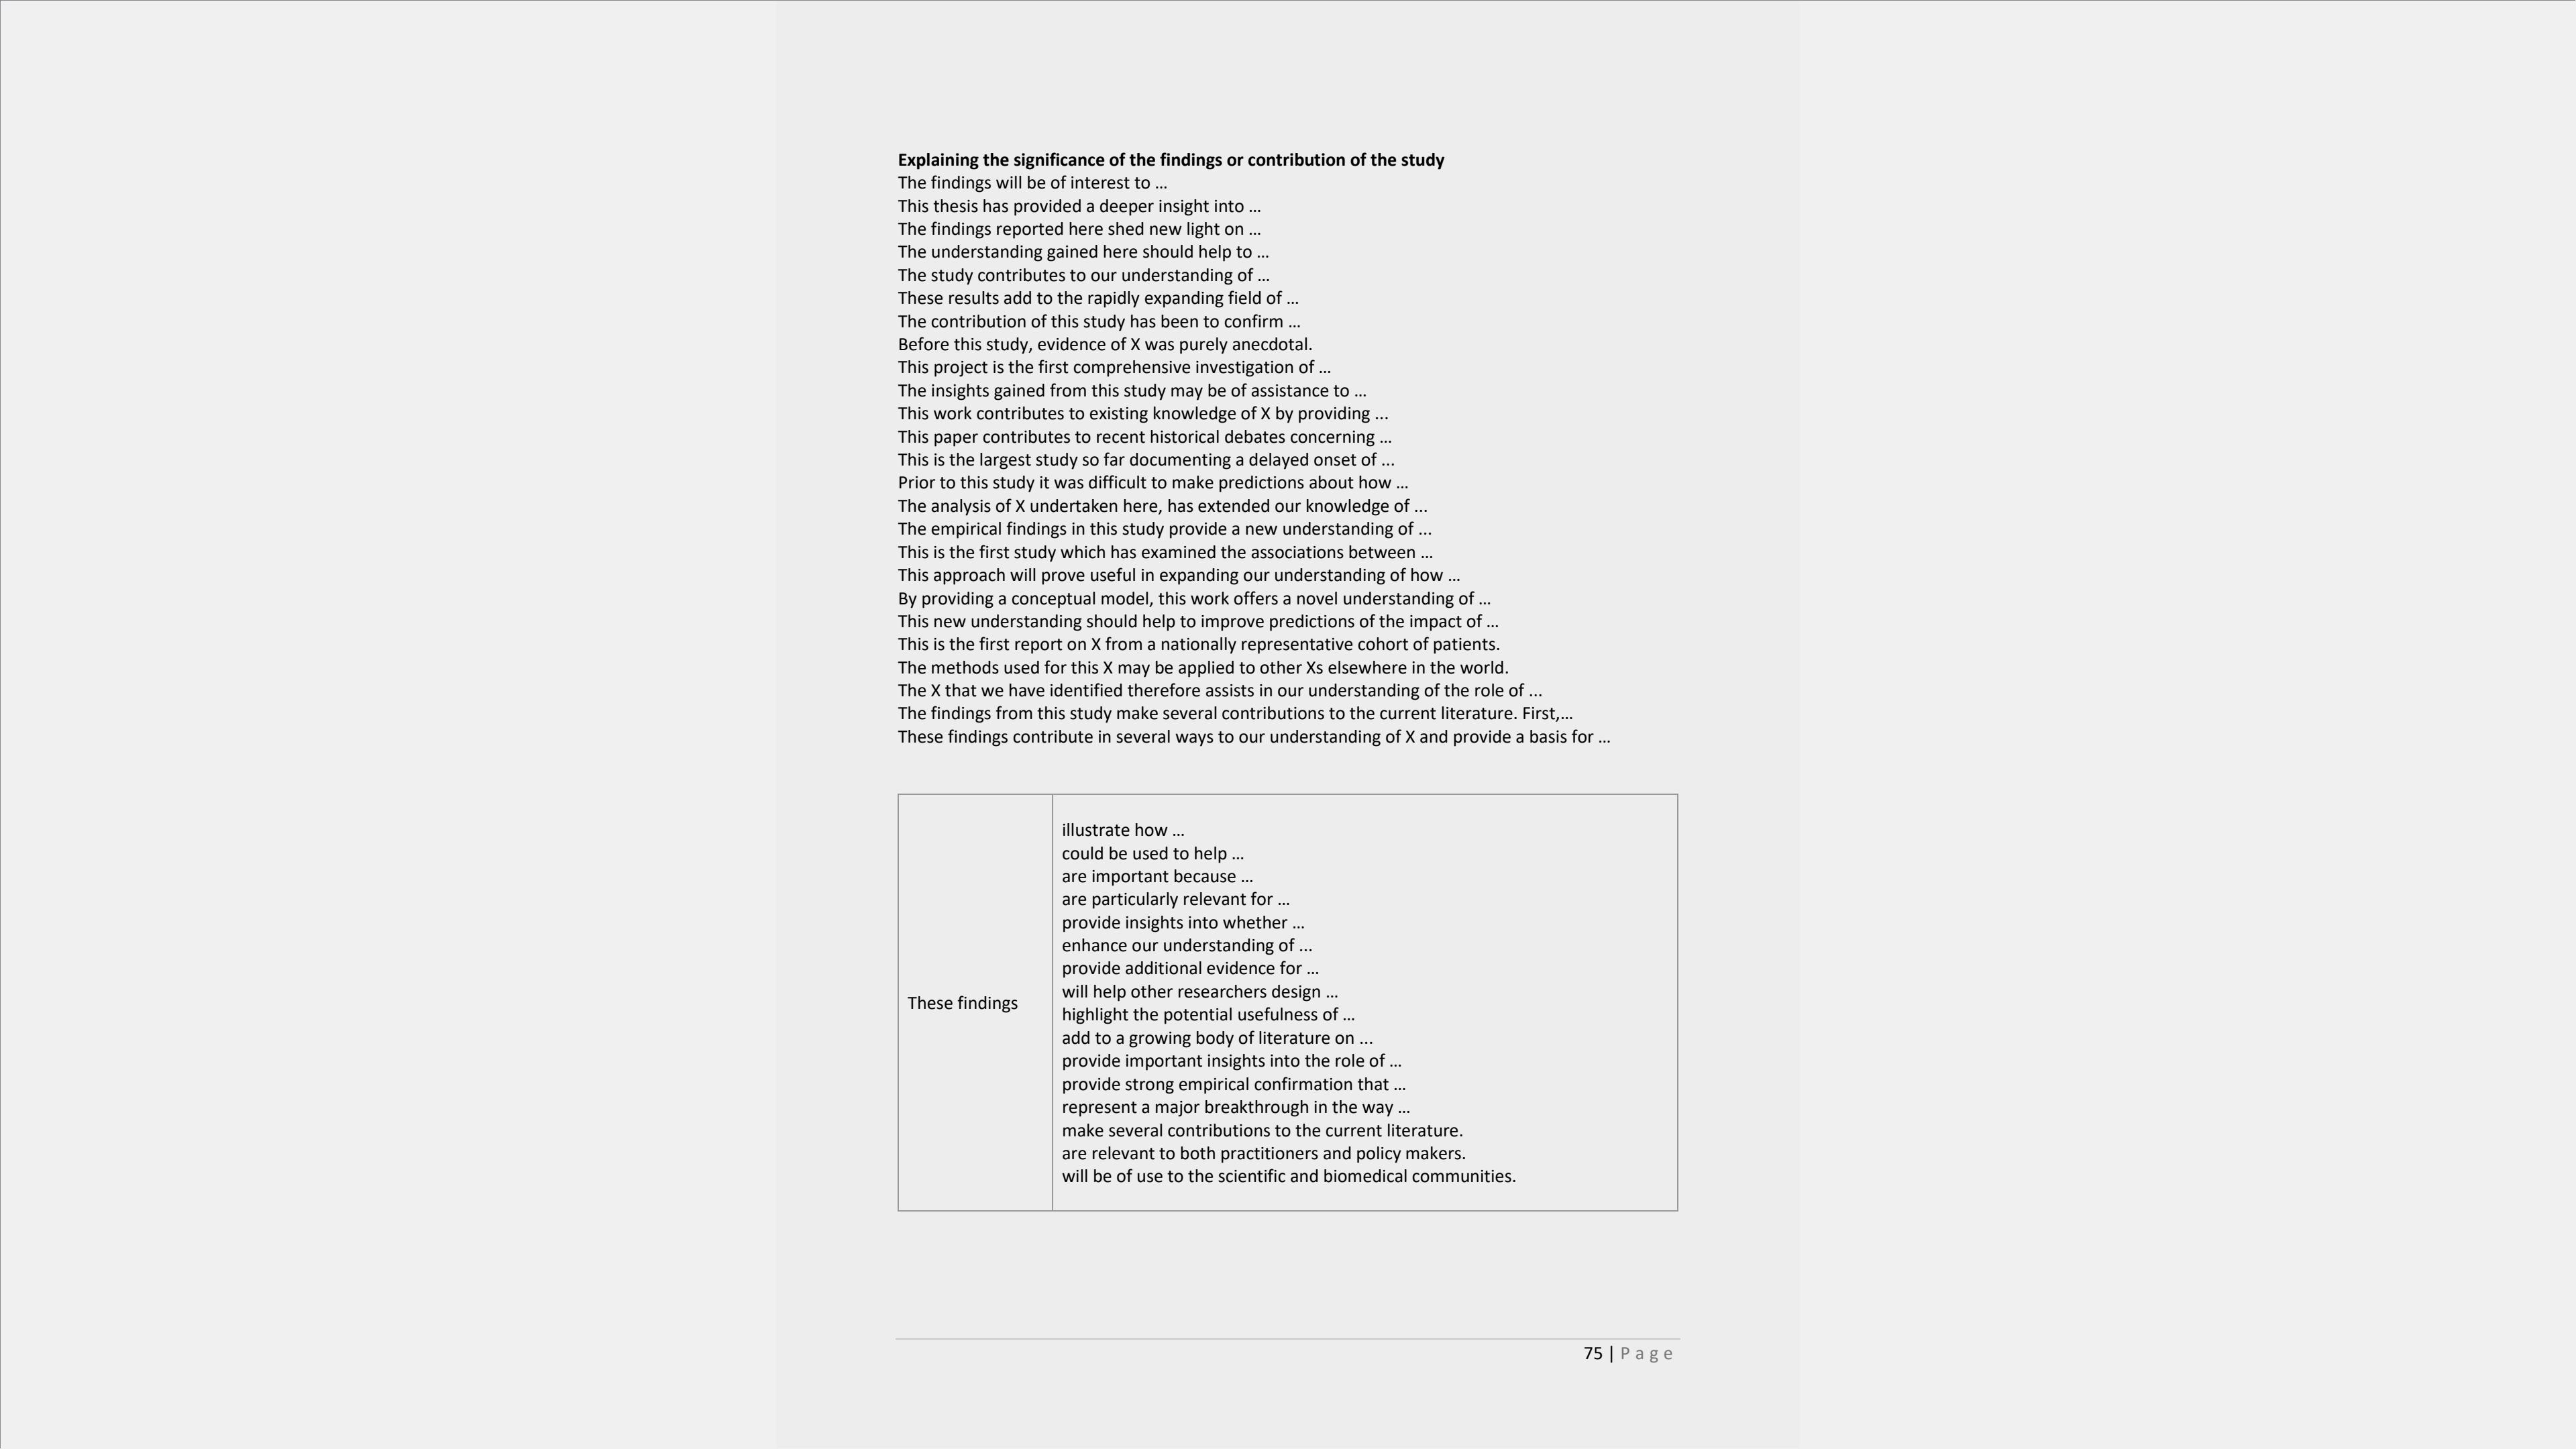 Explaining the significance of the findings or contribution of the study
The findings will be of interest to …
This thesis has provided a deeper insight into …
The findings reported here shed new light on …
The understanding gained here should help to …
The study contributes to our understanding of …
These results add to the rapidly expanding field of …
The contribution of this study has been to confirm …
Before this study, evidence of X was purely anecdotal.
This project is the first comprehensive investigation of …
The insights gained from this study may be of assistance to …
This work contributes to existing knowledge of X by providing …
This paper contributes to recent historical debates concerning …
This is the largest study so far documenting a delayed onset of …
Prior to this study it was difficult to make predictions about how …
The analysis of X undertaken here, has extended our knowledge of …
The empirical findings in this study provide a new understanding of …
This is the first study which has examined the associations between …
This approach will prove useful in expanding our understanding of how …
By providing a conceptual model, this work offers a novel understanding of …
This new understanding should help to improve predictions of the impact of …
This is the first report on X from a nationally representative cohort of patients.
The methods used for this X may be applied to other Xs elsewhere in the world.
The X that we have identified therefore assists in our understanding of the role of …
The findings from this study make several contributions to the current literature. First,…
These findings contribute in several ways to our understanding of X and provide a basis for …
These findings
illustrate how …
could be used to help …
are important because …
are particularly relevant for …
provide insights into whether …
enhance our understanding of …
provide additional evidence for …
will help other researchers design …
highlight the potential usefulness of …
add to a growing body of literature on …
provide important insights into the role of …
provide strong empirical confirmation that …
represent a major breakthrough in the way …
make several contributions to the current literature.
are relevant to both practitioners and policy makers.
will be of use to the scientific and biomedical communities.
75 | Page